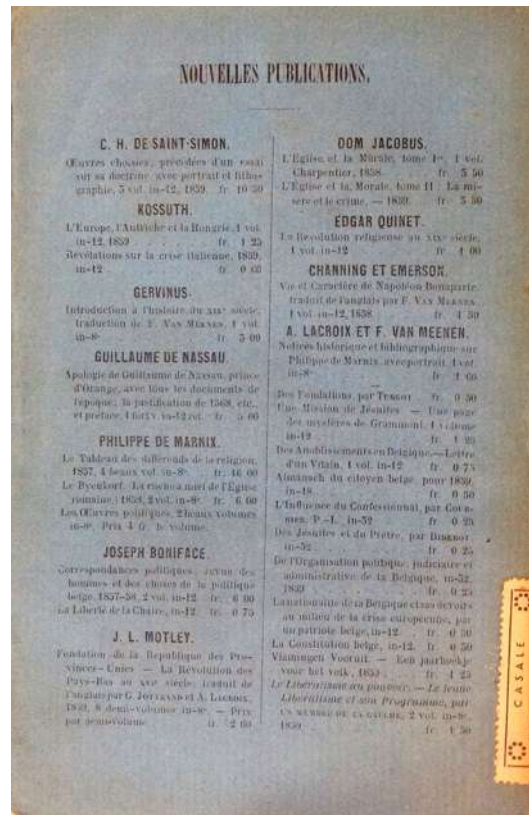 NOUVELLES PUBLICATIONS.
C. H. DE SAINT-SIMON.
Œuvres choisies, précédées d'un essai
sur sa doctrine, avec portrait et litho-
graphie, 3 vol. in-12, 1859. fr. 10 50
KOSSUTH.
L'Europe, l'Autriche et la Hongrie, 1 vol.
in-12, 1859 . . . fr. 1 25
Révélations sur la crise italienne, 1859,
in-12 . . . fr. 0 60
GERVINUS.
Introduction à l'histoire du XIXe siècle,
traduction de F. VAN MEENEN, 1 vol.
in-8° . . . fr. 3 00
GUILLAUME DE NASSAU
Apologie de Guillaume de Nassau, prince
d'Orange, avec tous les documents de
l'époque, la justification de 1568, etc.,
et préface, 1 fort v. in-12 fr. 5 00
PHILIPPE DE MARNIX.
Le Tableau des différends de la religion,
1857, 4 beaux vol. in-8°. fr. 16 00
Le Byenkorf. La ruche à miel de l'Église
romaine, 1858, 2 vol. in-8°. fr. 6 00
Les Œuvres politiques, 2 beaux volumes
in-8°. Prix 4 fr. le volume.
JOSEPH BONIFACE
Correspondances politiques, revue des
hommes et des choses de la politique
belge, 1857-58, 2 vol. in-12 fr. 6 00
La Liberté de la Chaire, in-12 fr. 0 75
J. L. MOTLEY.
Fondation de la République des Pro-
vinces-Unies — La Révolution des
Pays-Bas au XVIe siècle, traduit de
l'anglais par G. JOTTRAND et A. LACROIX,
1859, 8 demi-volumes in-8°. — Prix
par demi-volume fr. 2 00
DOM JACOBUS.
L'Église et la Morale, tome Ier, 1 vol.
Charpentier, 1858. fr. 3 50
L'Église et la Morale, tome II : La mi-
sère et le crime, — 1859. fr. 3 50
EDGAR QUINET.
La Révolution religieuse au XIXe siècle,
1 vol. in-12 fr. 1 00
CHANNING ET EMERSON.
Vie et Caractère de Napoléon Bonaparte,
traduit de l'anglais par F. VAN MEENEN
1 vol. in-12, 1858. fr. 1 50
A. LACROIX ET F. VAN MEENEN.
Notices historique et bibliographique sur
Philippe de Marnix, avec portrait, 1 vol.
in-8° . . . fr. 1 00
Des Fondations, par TURGOT . fr. 0 50
Une Mission de Jésuites — Une page
des mystères de Grammont, 1 volume
in-12 . . . fr. 1 25
Des Anoblissements en Belgique.—Lettre
d'un Vilain, 1 vol. in-12 fr. 0 75
Almanach du citoyen belge, pour 1859,
in-18 . . . fr. 0 50
L'Influence du Confessionnal, par COU-
RIER, P.-L., in-32 fr. 0 25
Des Jésuites et du Prêtre, par DIDEROT
in-32 . . . fr. 0 25
De l'Organisation politique, judiciaire et
administrative de la Belgique, in-32,
1859 . . . fr. 0 25
La nationalité de la Belgique et ses devoirs
au milieu de la crise européenne, par
un patriote belge, in-12 . fr. 0 50
La Constitution belge, in-12. fr. 0 50
Vlamingen Vooruit. — Een jaarboekje
voor het volk, 1859 . fr. 1 25
Le Libéralisme au pouvoir. — Le Jeune
Libéralisme et son Programme, par
UN MEMBRE DE LA GAUCHE, 2 vol. in-8°,
1859 . . . fr. 1 50
CASALE